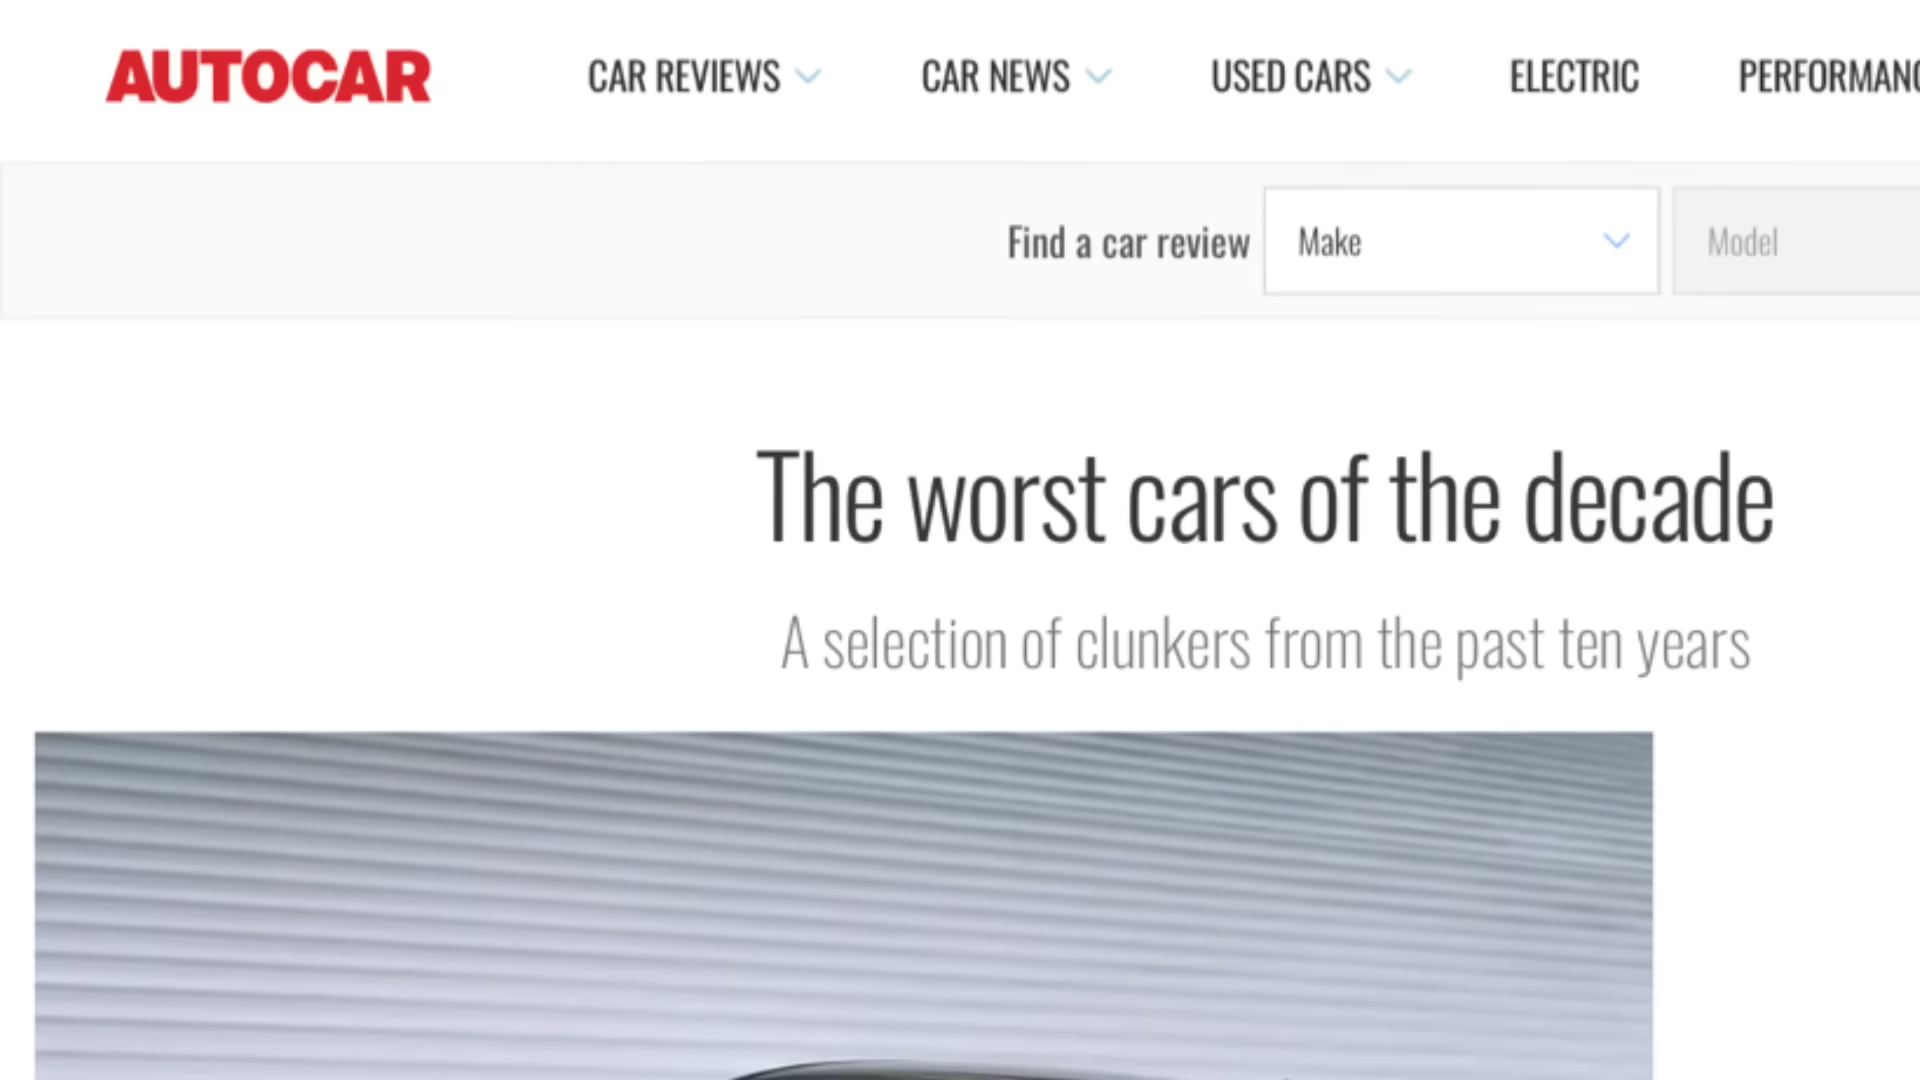 AUTOCAR CAR REVIEWS CAR NEWS USED CARS ELECTRIC
Find a car review Make Model
The worst cars of the decade
A selection of clunkers from the past ten years